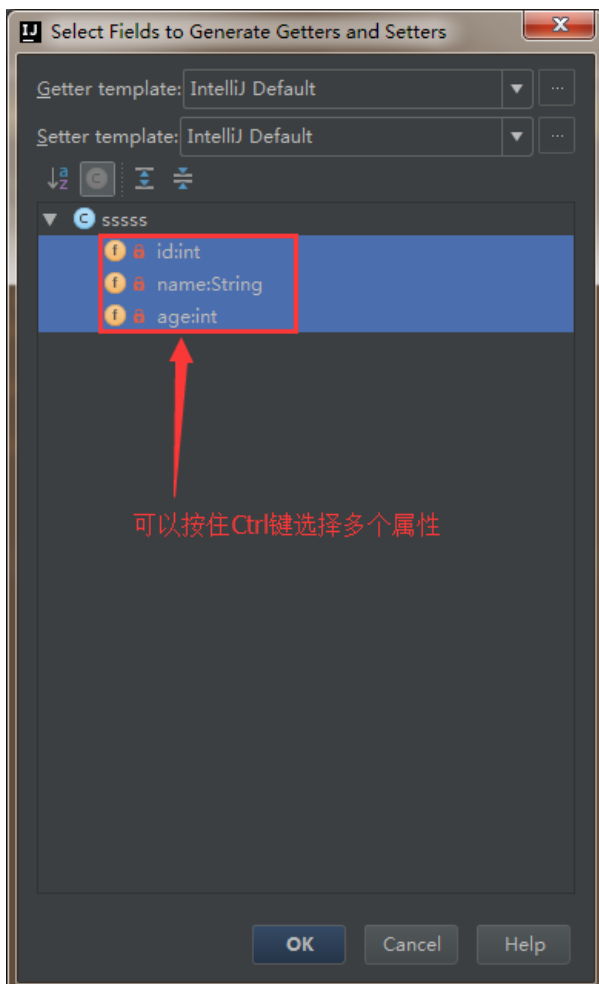 Select Fields to Generate Getters and Setters
Getter template: IntelliJ Default
Setter template: IntelliJ Default
sssss
id:int
name:String
age:int
可以按住Ctrl键选择多个属性
OK Cancel Help